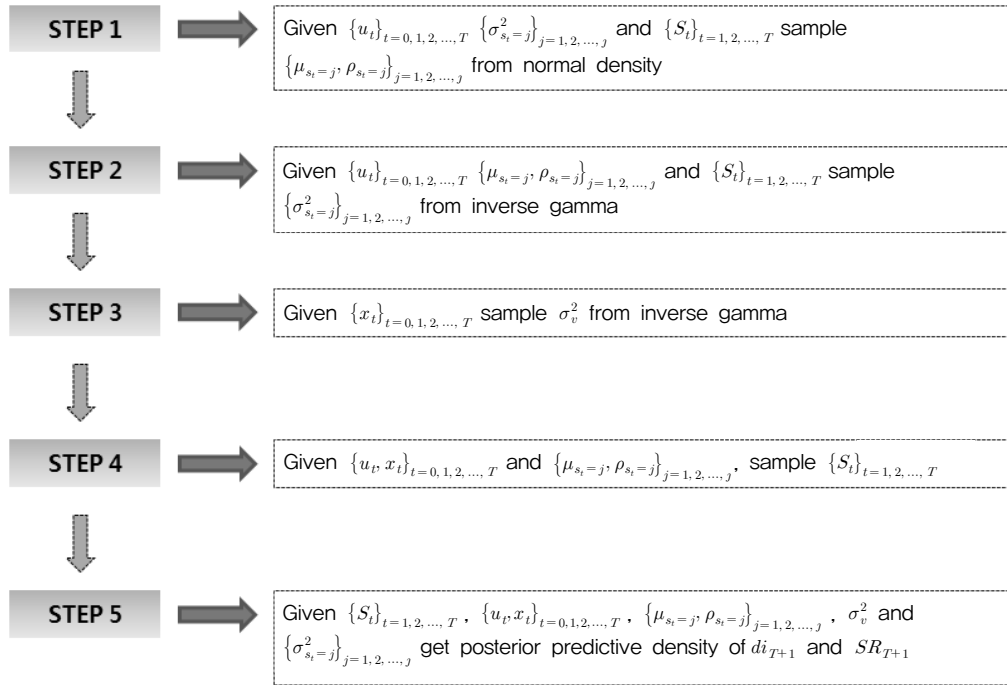 STEP 1
Given {u_t}_{t=0,1,2,...,T} {σ²_{s_t=j}}_{j=1,2,...,J} and {S_t}_{t=1,2,...,T} sample
{μ_{s_t=j}, ρ_{s_t=j}}_{j=1,2,...,J} from normal density
STEP 2
Given {u_t}_{t=0,1,2,...,T} {μ_{s_t=j}, ρ_{s_t=j}}_{j=1,2,...,J} and {S_t}_{t=1,2,...,T} sample
{σ²_{s_t=j}}_{j=1,2,...,J} from inverse gamma
STEP 3
Given {x_t}_{t=0,1,2,...,T} sample σ²_v from inverse gamma
STEP 4
Given {u_t, x_t}_{t=0,1,2,...,T} and {μ_{s_t=j}, ρ_{s_t=j}}_{j=1,2,...,J}, sample {S_t}_{t=1,2,...,T}
STEP 5
Given {S_t}_{t=1,2,...,T}, {u_t,x_t}_{t=0,1,2,...,T}, {μ_{s_t=j}, ρ_{s_t=j}}_{j=1,2,...,J}, σ²_v and
{σ²_{s_t=j}}_{j=1,2,...,J} get posterior predictive density of di_{T+1} and SR_{T+1}